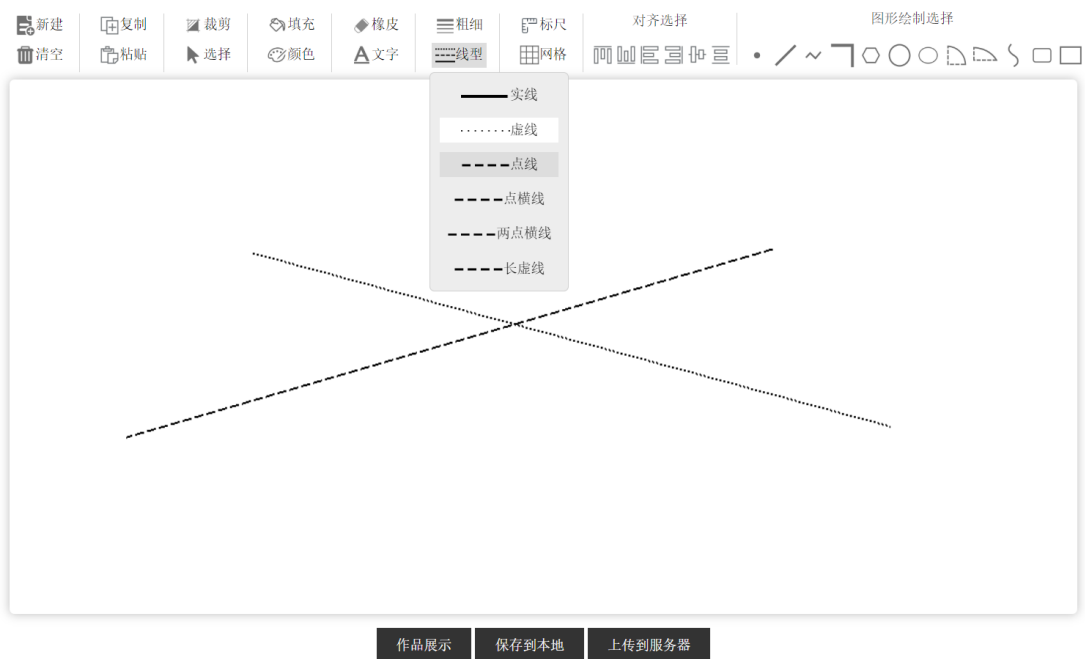 新建 复制 裁剪 填充 橡皮 粗细 标尺 对齐选择 图形绘制选择
清空 粘贴 选择 颜色 文字 线型 网格
实线
虚线
点线
点横线
两点横线
长虚线
作品展示 保存到本地 上传到服务器